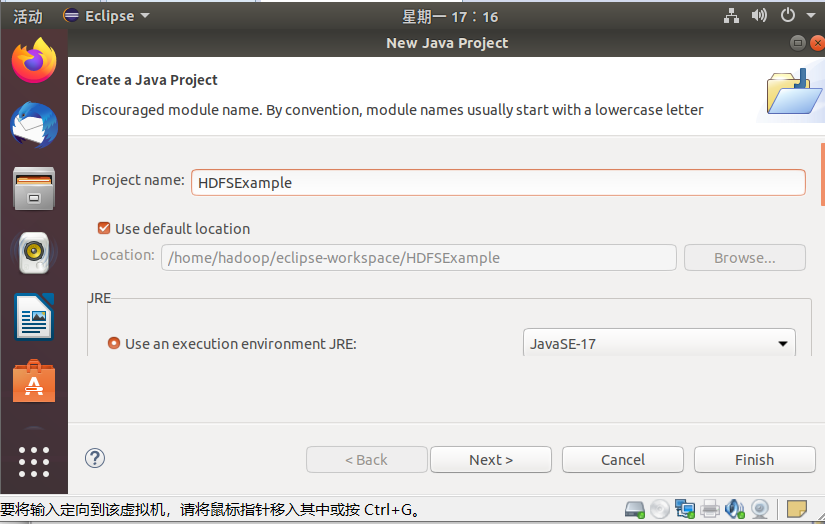 活动 Eclipse 星期一 17：16
New Java Project
Create a Java Project
Discouraged module name. By convention, module names usually start with a lowercase letter
Project name: HDFSExample
Use default location
Location: /home/hadoop/eclipse-workspace/HDFSExample Browse...
JRE
Use an execution environment JRE: JavaSE-17
? < Back Next > Cancel Finish
要将输入定向到该虚拟机，请将鼠标指针移入其中或按 Ctrl+G。